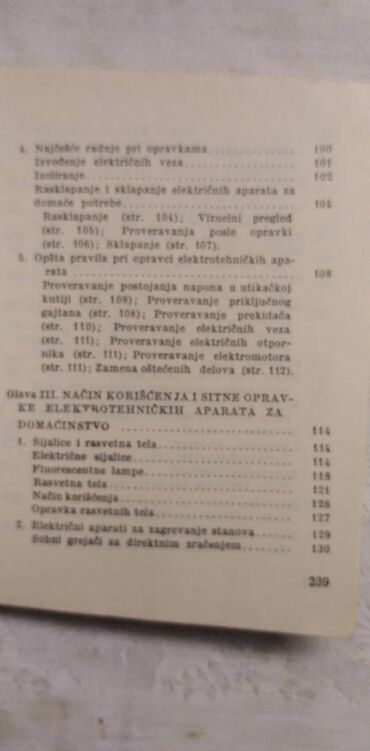 4. Najčešće radnje pri opravkama .......... 100
Izvođenje električnih veza .......... 101
Izoliranje .......... 102
Rasklapanje i sklapanje električnih aparata za
domaće potrebe .......... 104
Rasklapanje (str. 104); Vizuelni pregled
(str. 105); Proveravanja posle opravki
(str. 106); Sklapanje (str. 107).
5. Opšta pravila pri opravci elektrotehničkih apa-
rata .......... 108
Proveravanje postojanja napona u utikačkoj
kutiji (str. 108); Proveravanje priključnog
gajtana (str. 108); Proveravanje prekidača
(str. 110); Proveravanje električnih veza
(str. 111); Proveravanje električnih otpor-
nika (str. 111); Proveravanje elektromotora
(str. 111); Zamena oštećenih delova (str. 112).
Glava III. NAČIN KORIŠĆENJA I SITNE OPRAV-
KE ELEKTROTEHNIČKIH APARATA ZA
DOMAĆINSTVO .......... 114
1. Sijalice i rasvetna tela .......... 114
Električne sijalice .......... 114
Fluorescentne lampe .......... 118
Rasvetna tela .......... 121
Način korišćenja .......... 126
Opravka rasvetnih tela .......... 127
2. Električni aparati za zagrevanje stanova .......... 129
Sobni grejači sa direktnim zračenjem .......... 130
239